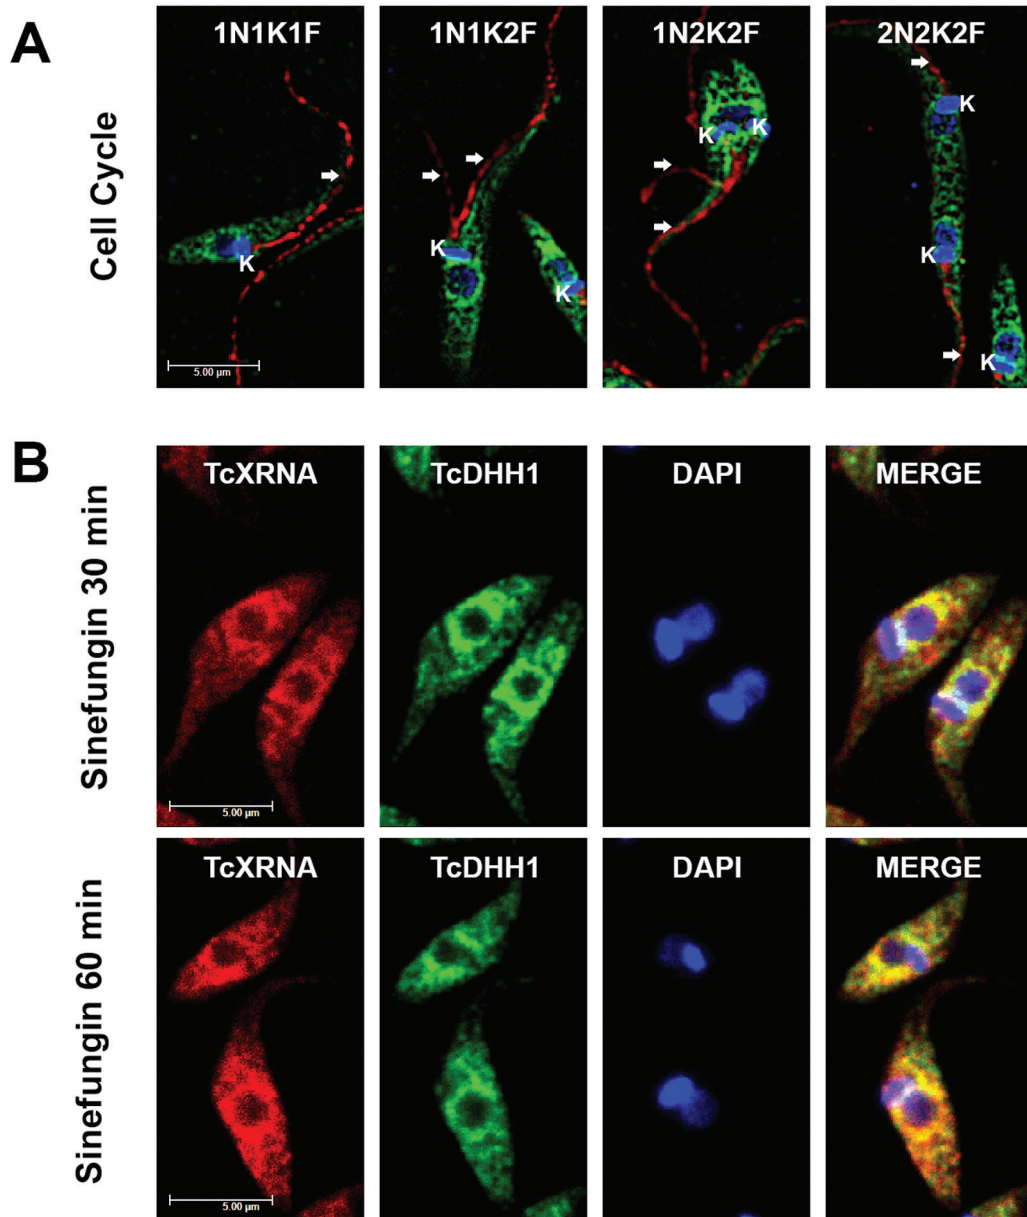 A
Cell Cycle
1N1K1F
1N1K2F
1N2K2F
2N2K2F
K
5.00 µm
K
K
K
K
K
K
K
B
Sinefungin 30 min
TcXRNA
TcDHH1
DAPI
MERGE
5.00 µm
Sinefungin 60 min
TcXRNA
TcDHH1
DAPI
MERGE
5.00 µm